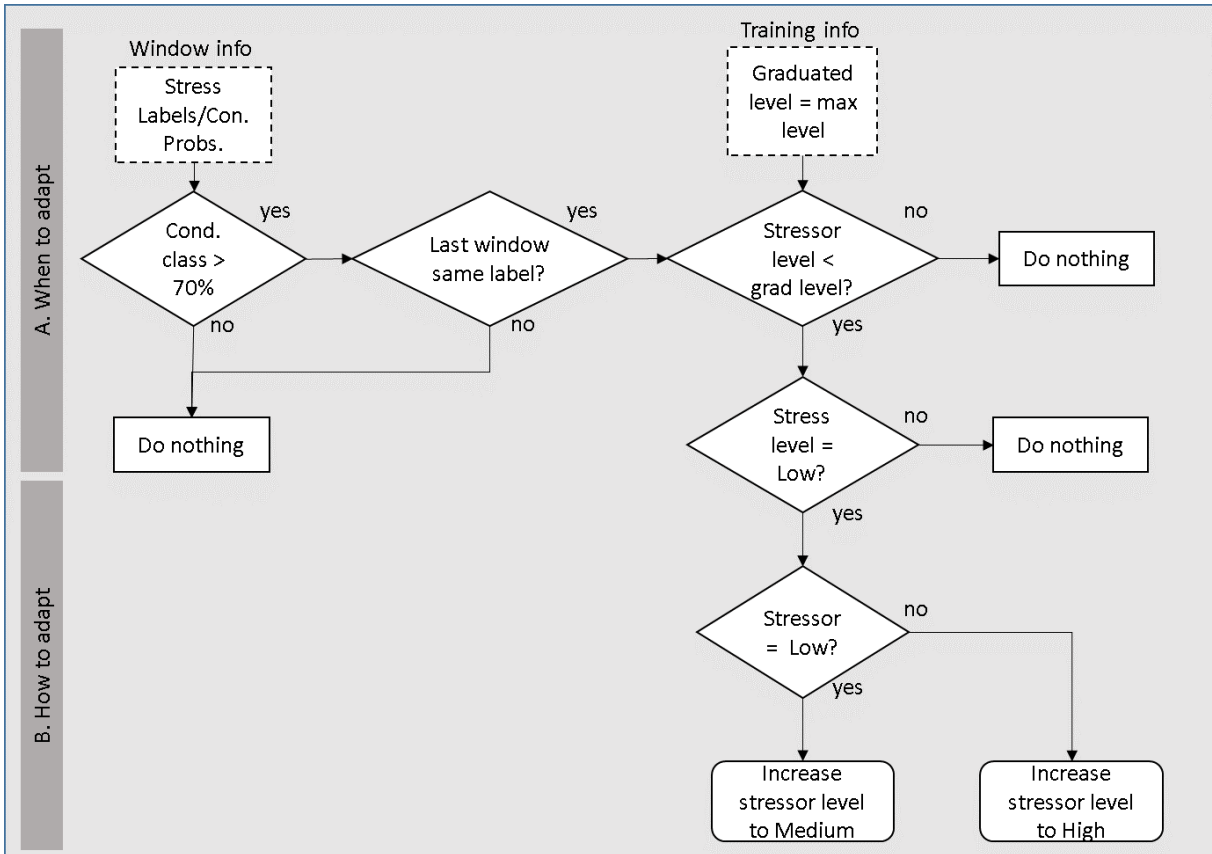 A. When to adapt
Window info
Stress
Labels/Con.
Probs.
Training info
Graduated
level = max
level
Cond.
class >
70%
yes
no
Last window
same label?
yes
no
Stressor
level <
grad level?
no
yes
Do nothing
Do nothing
Stress
level =
Low?
no
yes
Do nothing
B. How to adapt
Stressor
= Low?
no
yes
Increase
stressor level
to Medium
Increase
stressor level
to High